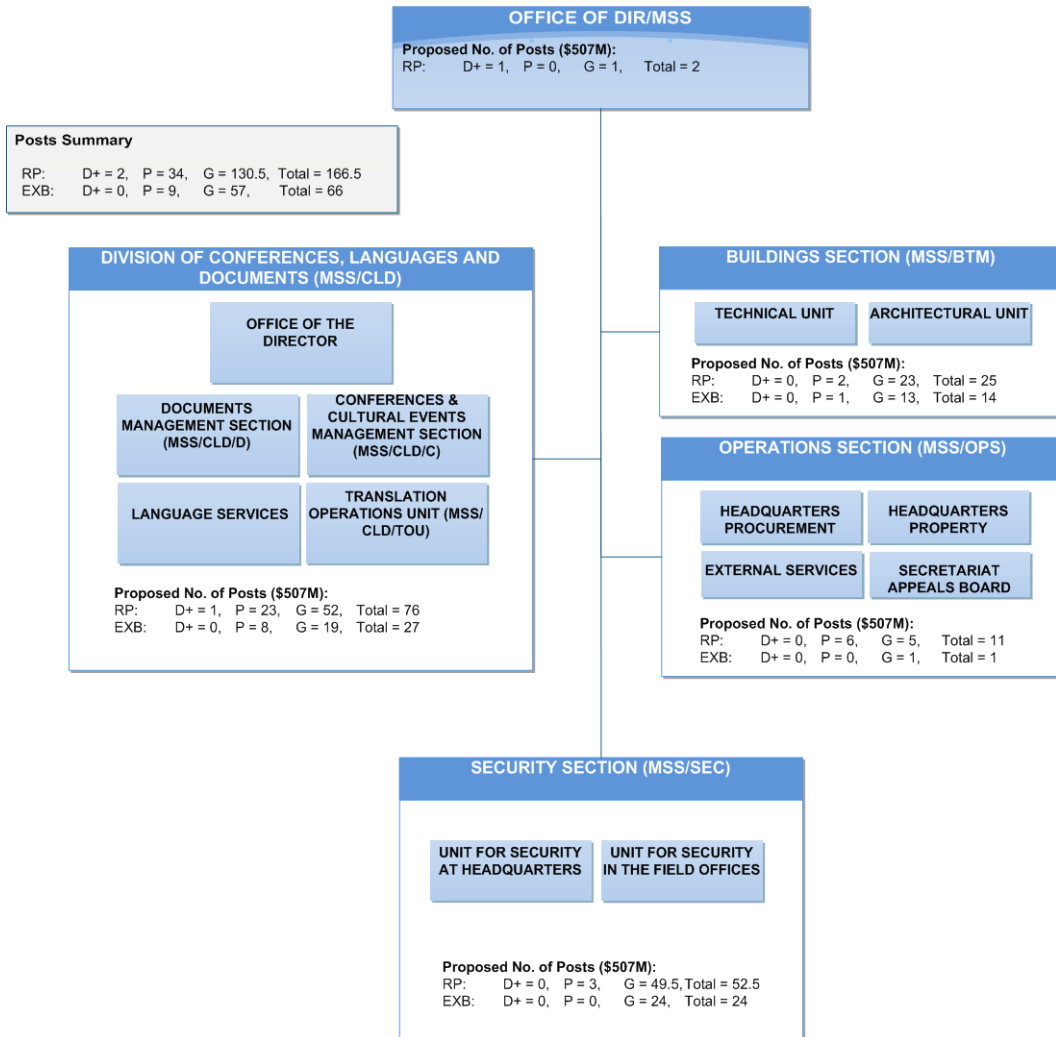 OFFICE OF DIR/MSS
Proposed No. of Posts ($507M):
RP: D+ = 1, P = 0, G = 1, Total = 2
Posts Summary
RP: D+ = 2, P = 34, G = 130.5, Total = 166.5
EXB: D+ = 0, P = 9, G = 57, Total = 66
DIVISION OF CONFERENCES, LANGUAGES AND
DOCUMENTS (MSS/CLD)
OFFICE OF THE
DIRECTOR
DOCUMENTS
MANAGEMENT SECTION
(MSS/CLD/D)
CONFERENCES &
CULTURAL EVENTS
MANAGEMENT SECTION
(MSS/CLD/C)
LANGUAGE SERVICES
TRANSLATION
OPERATIONS UNIT (MSS/
CLD/TOU)
Proposed No. of Posts ($507M):
RP: D+ = 1, P = 23, G = 52, Total = 76
EXB: D+ = 0, P = 8, G = 19, Total = 27
BUILDINGS SECTION (MSS/BTM)
TECHNICAL UNIT
ARCHITECTURAL UNIT
Proposed No. of Posts ($507M):
RP: D+ = 0, P = 2, G = 23, Total = 25
EXB: D+ = 0, P = 1, G = 13, Total = 14
OPERATIONS SECTION (MSS/OPS)
HEADQUARTERS
PROCUREMENT
HEADQUARTERS
PROPERTY
EXTERNAL SERVICES
SECRETARIAT
APPEALS BOARD
Proposed No. of Posts ($507M):
RP: D+ = 0, P = 6, G = 5, Total = 11
EXB: D+ = 0, P = 0, G = 1, Total = 1
SECURITY SECTION (MSS/SEC)
UNIT FOR SECURITY
AT HEADQUARTERS
UNIT FOR SECURITY
IN THE FIELD OFFICES
Proposed No. of Posts ($507M):
RP: D+ = 0, P = 3, G = 49.5, Total = 52.5
EXB: D+ = 0, P = 0, G = 24, Total = 24